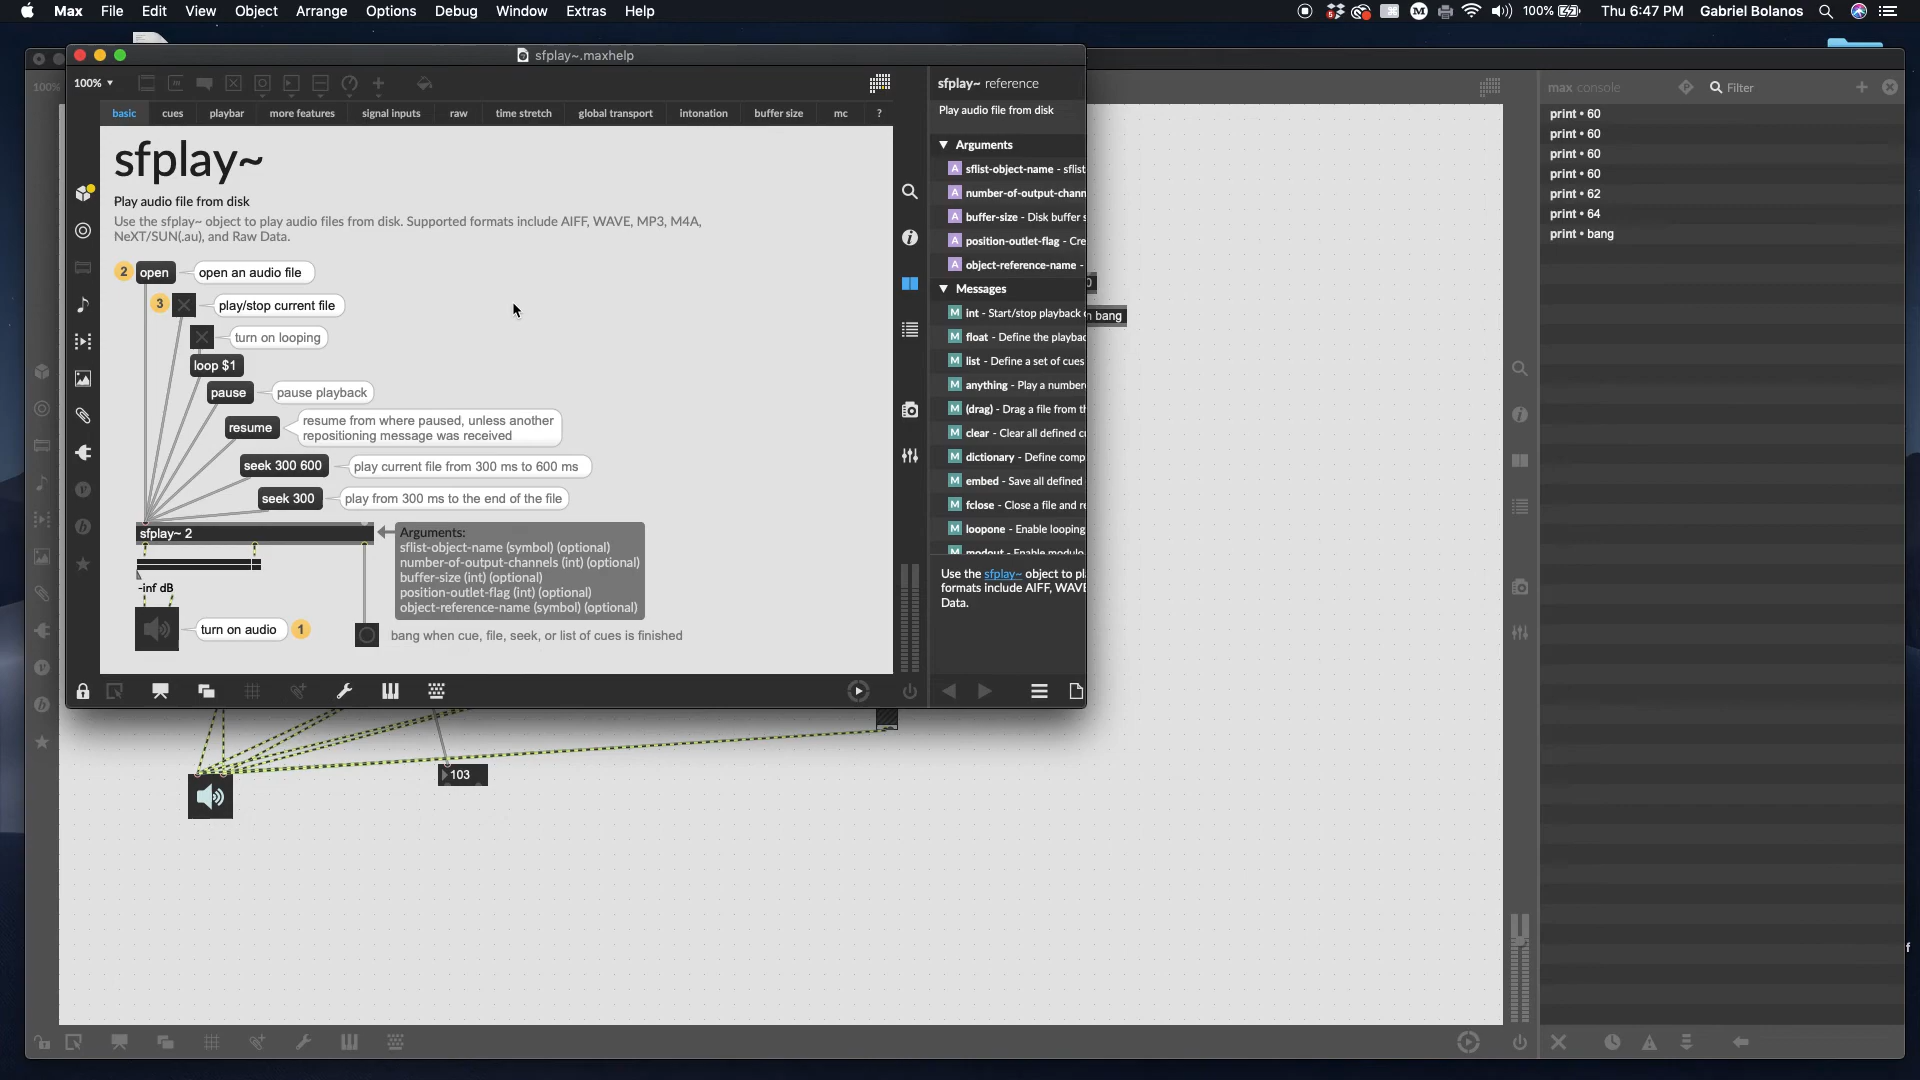 Max File Edit View Object Arrange Options Debug Window Extras Help
100% Thu 6:47 PM Gabriel Bolanos
sfplay~.maxhelp
100%
basic cues playbar more features signal inputs raw time stretch global transport intonation buffer size mc ?
sfplay~
Play audio file from disk
Use the sfplay~ object to play audio files from disk. Supported formats include AIFF, WAVE, MP3, M4A,
NeXT/SUN(.au), and Raw Data.
2 open open an audio file
3 play/stop current file
turn on looping
loop $1
pause pause playback
resume resume from where paused, unless another
repositioning message was received
seek 300 600 play current file from 300 ms to 600 ms
seek 300 play from 300 ms to the end of the file
sfplay~ 2
Arguments:
sflist-object-name (symbol) (optional)
number-of-output-channels (int) (optional)
buffer-size (int) (optional)
position-outlet-flag (int) (optional)
object-reference-name (symbol) (optional)
-inf dB
turn on audio 1
bang when cue, file, seek, or list of cues is finished
sfplay~ reference
Play audio file from disk
Arguments
A sflist-object-name - sflist
A number-of-output-chann
A buffer-size - Disk buffer s
A position-outlet-flag - Cre
A object-reference-name -
Messages
M int - Start/stop playback
M float - Define the playbac
M list - Define a set of cues
M anything - Play a number
M (drag) - Drag a file from th
M clear - Clear all defined cu
M dictionary - Define comp
M embed - Save all defined
M fclose - Close a file and re
M loopone - Enable looping
M modout - Enable modulo
Use the sfplay~ object to pl
formats include AIFF, WAVE
Data.
100%
bang
103
max console Filter
print • 60
print • 60
print • 60
print • 60
print • 62
print • 64
print • bang